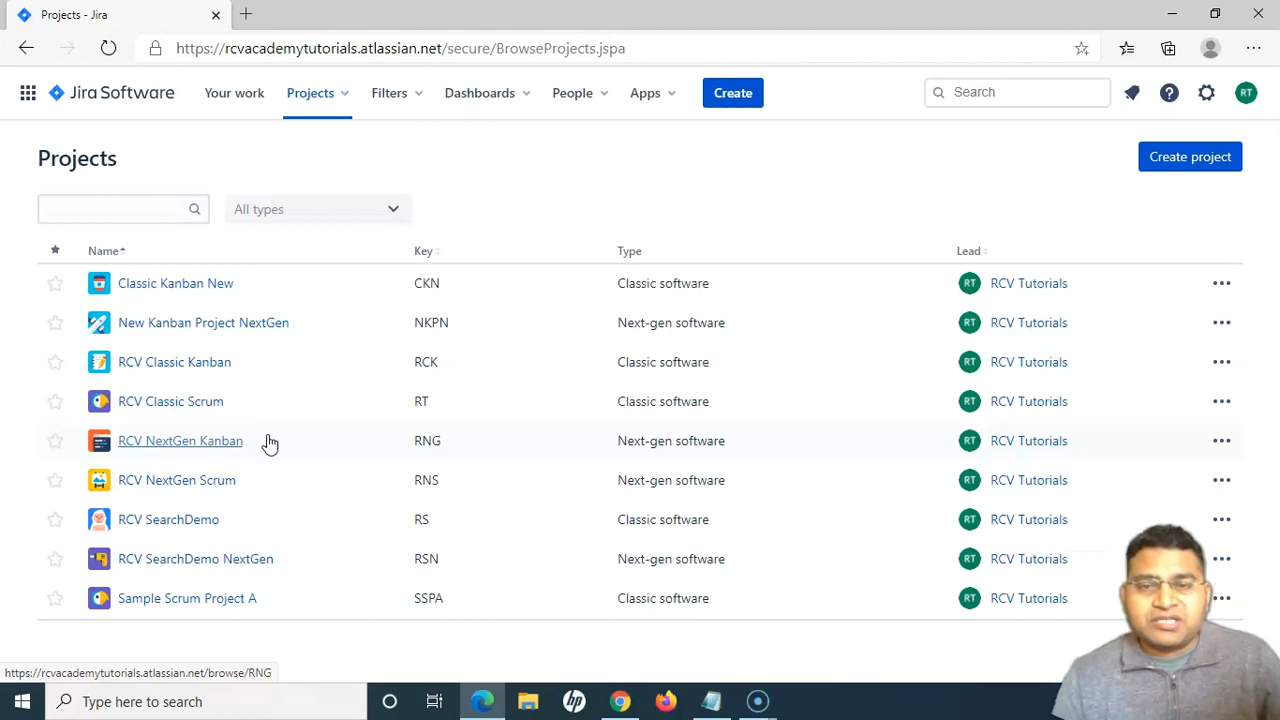 Projects - Jira
https://rcvacademytutorials.atlassian.net/secure/BrowseProjects.jspa
Jira Software Your work Projects Filters Dashboards People Apps Create Search RT
Projects
Create project
All types
Name Key Type Lead
Classic Kanban New CKN Classic software RT RCV Tutorials
New Kanban Project NextGen NKPN Next-gen software RT RCV Tutorials
RCV Classic Kanban RCK Classic software RT RCV Tutorials
RCV Classic Scrum RT Classic software RT RCV Tutorials
RCV NextGen Kanban RNG Next-gen software RT RCV Tutorials
RCV NextGen Scrum RNS Next-gen software RT RCV Tutorials
RCV SearchDemo RS Classic software RT RCV Tutorials
RCV SearchDemo NextGen RSN Next-gen software RT RCV Tutorials
Sample Scrum Project A SSPA Classic software RT RCV Tutorials
https://rcvacademytutorials.atlassian.net/browse/RNG
Type here to search hp